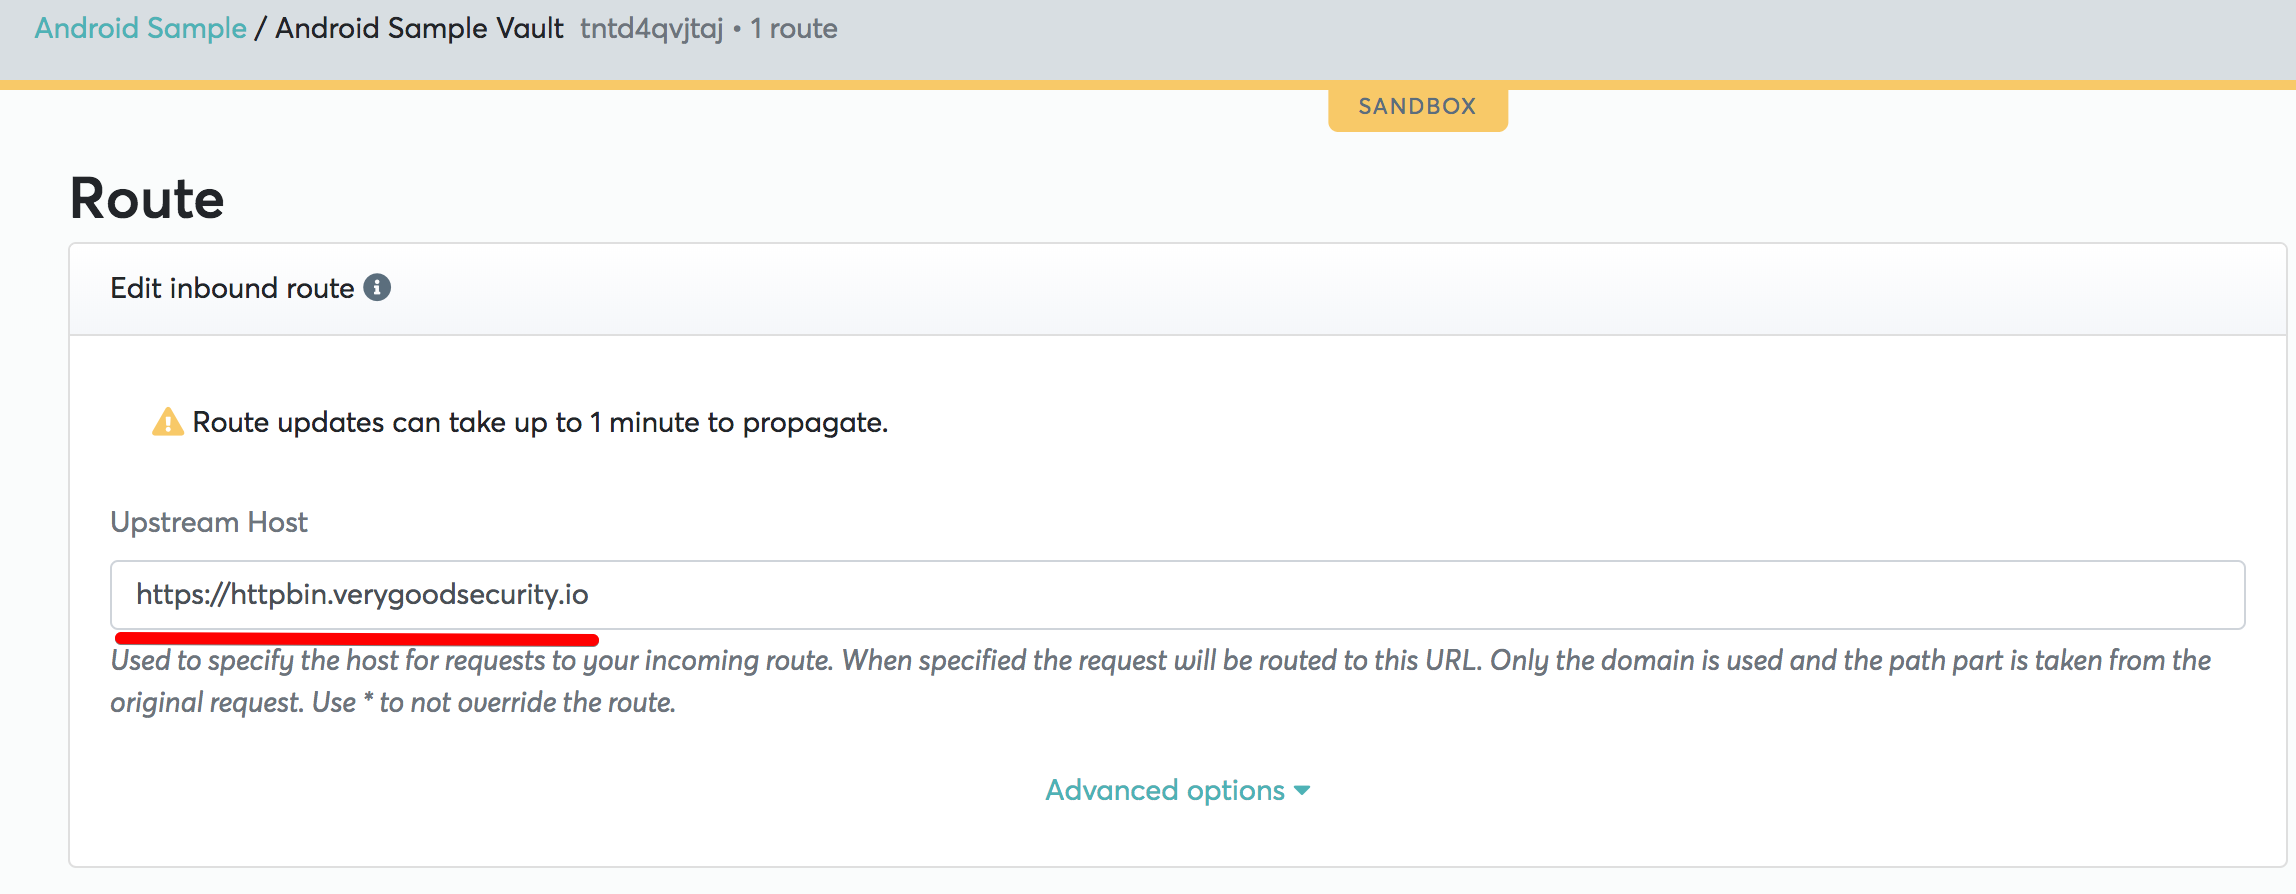 Android Sample / Android Sample Vault tntd4qvjtaj • 1 route
SANDBOX
Route
Edit inbound route
Route updates can take up to 1 minute to propagate.
Upstream Host
https://httpbin.verygoodsecurity.io
Used to specify the host for requests to your incoming route. When specified the request will be routed to this URL. Only the domain is used and the path part is taken from the
original request. Use * to not override the route.
Advanced options